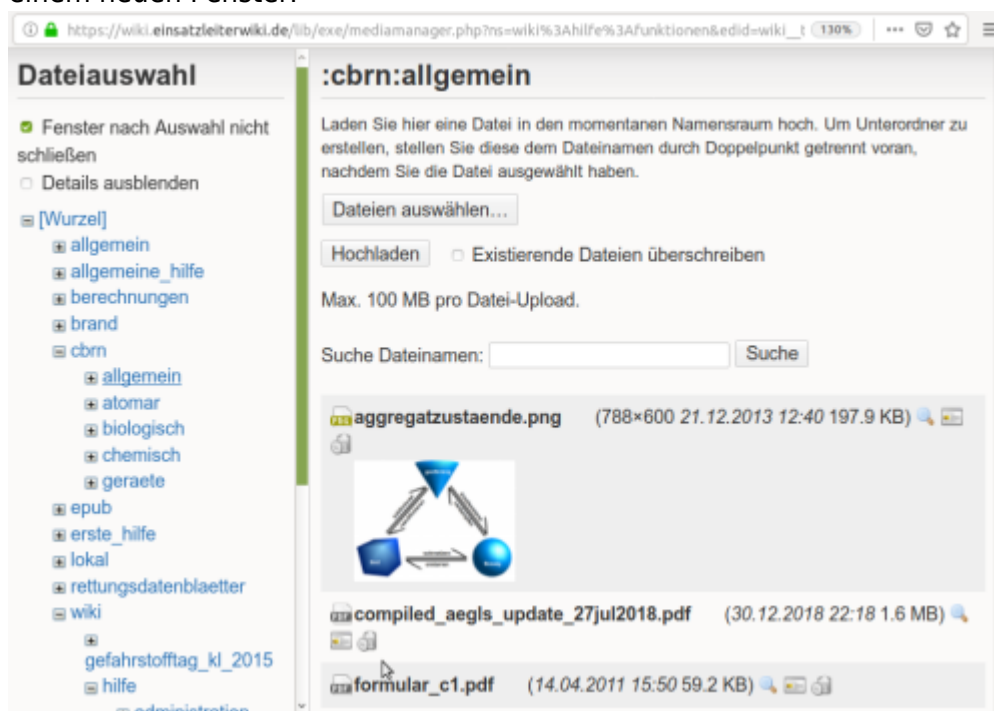 einem neuen Fenster:
https://wiki.einsatzleiterwiki.de/lib/exe/mediamanager.php?ns=wiki%3Ahilfe%3Afunktionen&edid=wiki__t 130%
Dateiauswahl
Fenster nach Auswahl nicht
schließen
Details ausblenden
[Wurzel]
allgemein
allgemeine_hilfe
berechnungen
brand
cbrn
allgemein
atomar
biologisch
chemisch
geraete
epub
erste_hilfe
lokal
rettungsdatenblaetter
wiki
gefahrstofftag_kl_2015
hilfe
:cbrn:allgemein
Laden Sie hier eine Datei in den momentanen Namensraum hoch. Um Unterordner zu
erstellen, stellen Sie diese dem Dateinamen durch Doppelpunkt getrennt voran,
nachdem Sie die Datei ausgewählt haben.
Dateien auswählen...
Hochladen Existierende Dateien überschreiben
Max. 100 MB pro Datei-Upload.
Suche Dateinamen: Suche
aggregatzustaende.png (788×600 21.12.2013 12:40 197.9 KB)
compiled_aegls_update_27jul2018.pdf (30.12.2018 22:18 1.6 MB)
formular_c1.pdf (14.04.2011 15:50 59.2 KB)